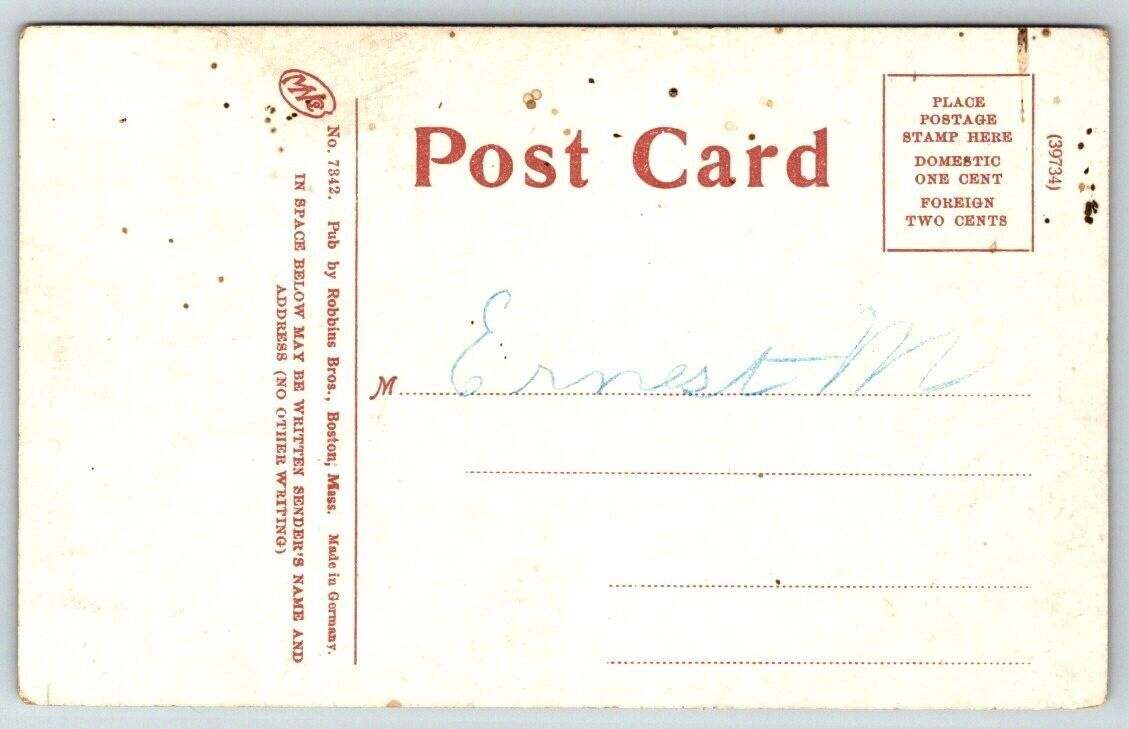 Post Card
PLACE
POSTAGE
STAMP HERE
DOMESTIC
ONE CENT
FOREIGN
TWO CENTS
(39734)
No. 7342. Pub by Robbins Bros., Boston, Mass. Made in Germany.
IN SPACE BELOW MAY BE WRITTEN SENDER'S NAME AND
ADDRESS (NO OTHER WRITING)
M
Ernest M